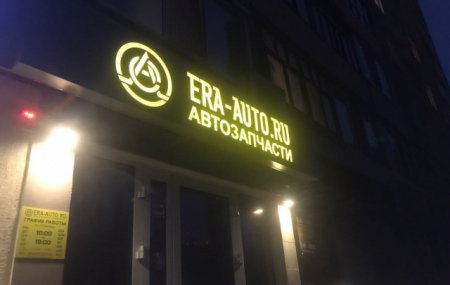 ERA-AUTO.RU
АВТОЗАПЧАСТИ
ERA-AUTO.RU
ГРАФИК РАБОТЫ
10:00
19:00